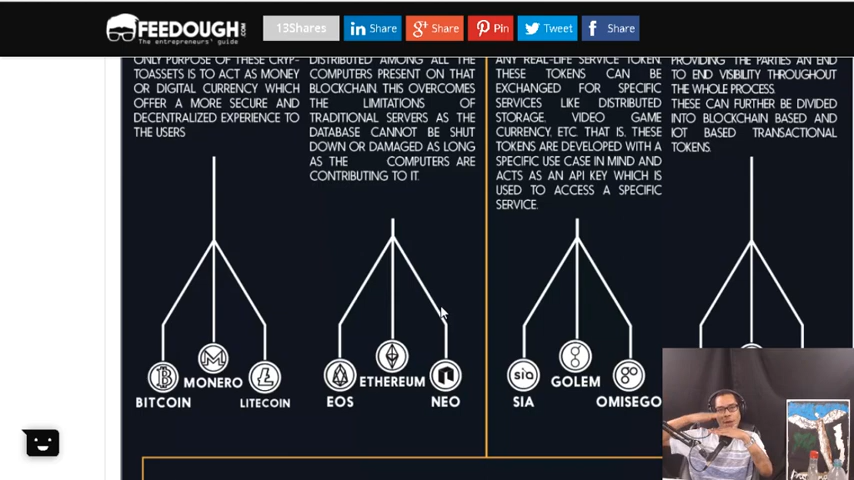 FEEDOUGH.COM
The entrepreneurs' guide
13Shares
in Share
G+ Share
Pin
Tweet
f Share
ONLY PURPOSE OF THESE CRYP-
TOASSETS IS TO ACT AS MONEY
OR DIGITAL CURRENCY WHICH
OFFER A MORE SECURE AND
DECENTRALIZED EXPERIENCE TO
THE USERS
DISTRIBUTED AMONG ALL THE
COMPUTERS PRESENT ON THAT
BLOCKCHAIN. THIS OVERCOMES
THE LIMITATIONS OF
TRADITIONAL SERVERS AS THE
DATABASE CANNOT BE SHUT
DOWN OR DAMAGED AS LONG
AS THE COMPUTERS ARE
CONTRIBUTING TO IT.
ANY REAL-LIFE SERVICE TOKEN.
THESE TOKENS CAN BE
EXCHANGED FOR SPECIFIC
SERVICES LIKE DISTRIBUTED
STORAGE, VIDEO GAME
CURRENCY, ETC. THAT IS, THESE
TOKENS ARE DEVELOPED WITH A
SPECIFIC USE CASE IN MIND AND
ACTS AS AN API KEY WHICH IS
USED TO ACCESS A SPECIFIC
SERVICE.
PROVIDING THE PARTIES AN END
TO END VISIBILITY THROUGHOUT
THE WHOLE PROCESS.
THESE CAN FURTHER BE DIVIDED
INTO BLOCKCHAIN BASED AND
IOT BASED TRANSACTIONAL
TOKENS.
BITCOIN
MONERO
LITECOIN
EOS
ETHEREUM
NEO
sia
SIA
GOLEM
OMISEGO